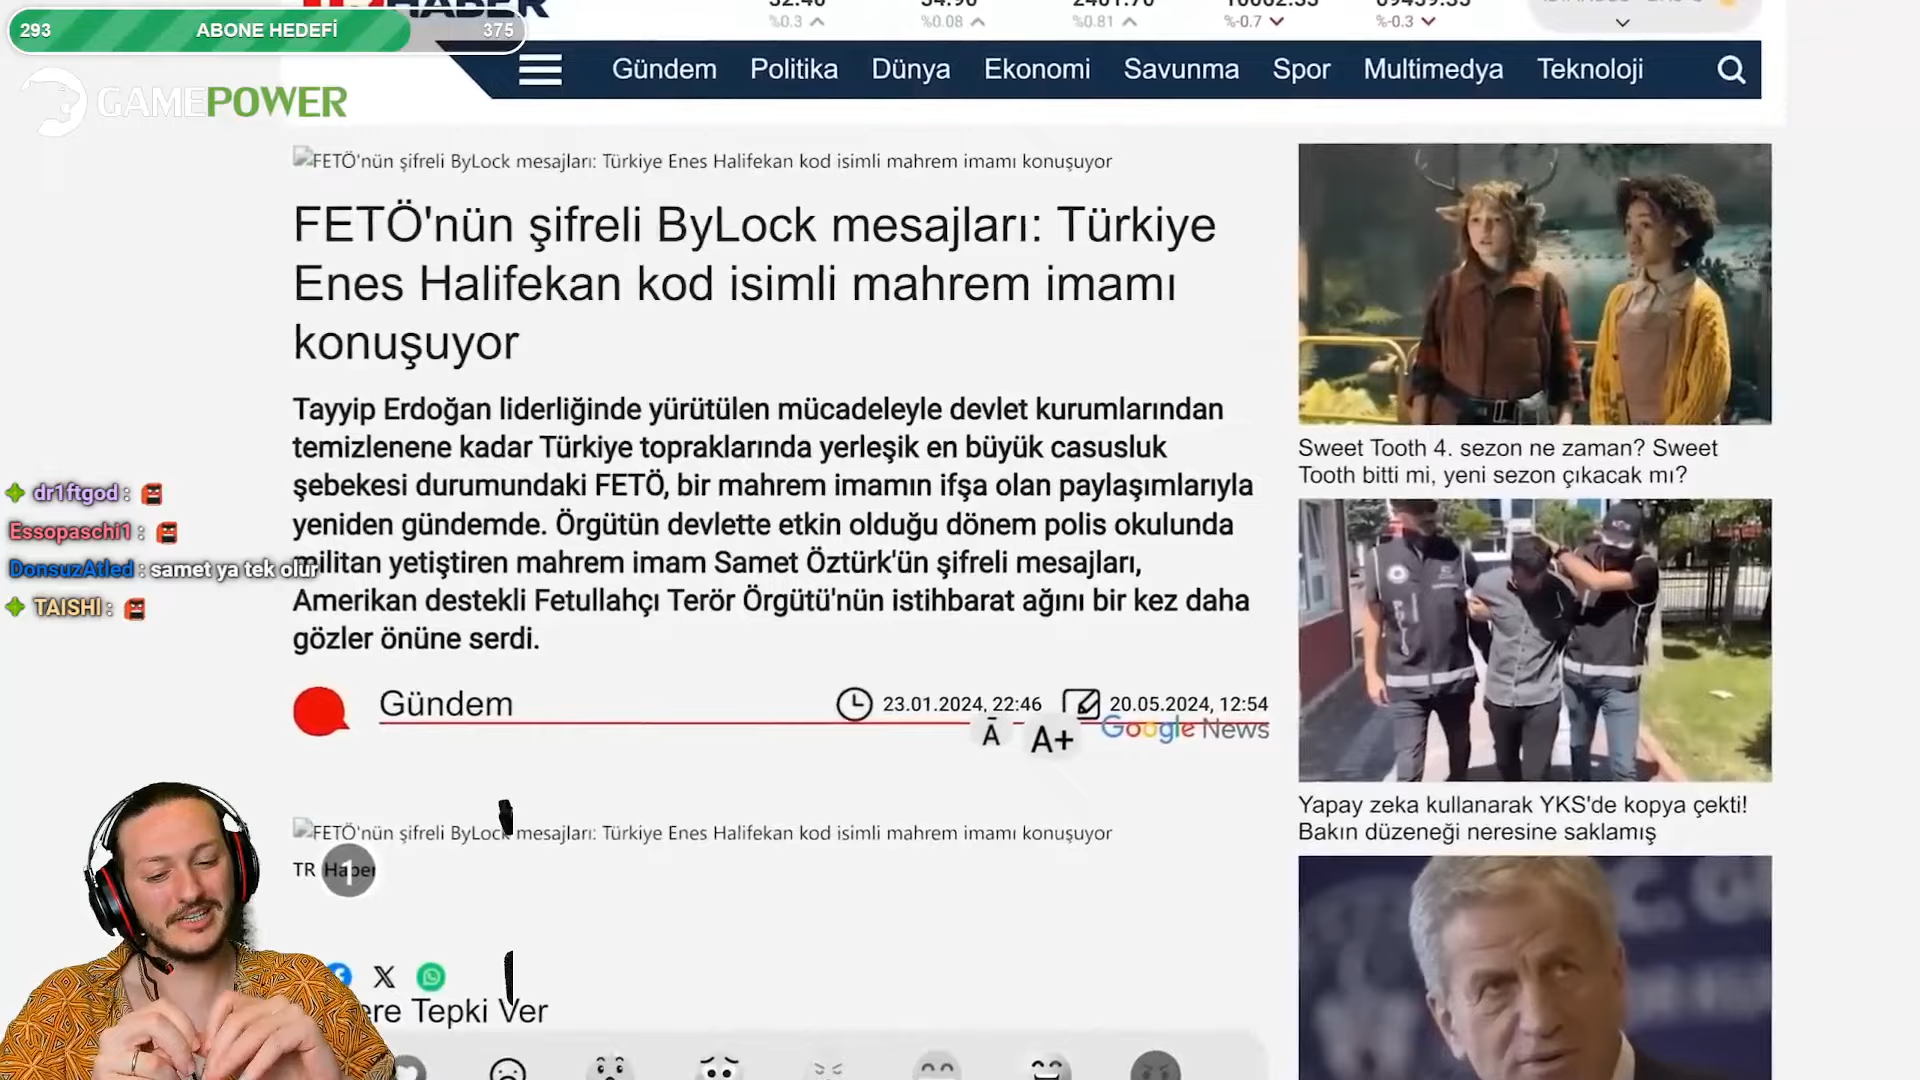 293 ABONE HEDEFİ 375
GAMEPOWER
HABER
%0.3 %0.08 %0.81 %-0.7 %-0.3
Gündem Politika Dünya Ekonomi Savunma Spor Multimedya Teknoloji
FETÖ'nün şifreli ByLock mesajları: Türkiye Enes Halifekan kod isimli mahrem imamı konuşuyor
FETÖ'nün şifreli ByLock mesajları: Türkiye
Enes Halifekan kod isimli mahrem imamı
konuşuyor
Tayyip Erdoğan liderliğinde yürütülen mücadeleyle devlet kurumlarından
temizlenene kadar Türkiye topraklarında yerleşik en büyük casusluk
şebekesi durumundaki FETÖ, bir mahrem imamın ifşa olan paylaşımlarıyla
yeniden gündemde. Örgütün devlette etkin olduğu dönem polis okulunda
militan yetiştiren mahrem imam Samet Öztürk'ün şifreli mesajları,
Amerikan destekli Fetullahçı Terör Örgütü'nün istihbarat ağını bir kez daha
gözler önüne serdi.
Gündem
23.01.2024, 22:46 20.05.2024, 12:54
A A+ Google News
FETÖ'nün şifreli ByLock mesajları: Türkiye Enes Halifekan kod isimli mahrem imamı konuşuyor
TR Haber
1
ere Tepki Ver
dr1ftgod :
Essopaschi1 :
DonsuzAtled : samet ya tek olur
TAISHI :
Sweet Tooth 4. sezon ne zaman? Sweet
Tooth bitti mi, yeni sezon çıkacak mı?
Yapay zeka kullanarak YKS'de kopya çekti!
Bakın düzeneği neresine saklamış